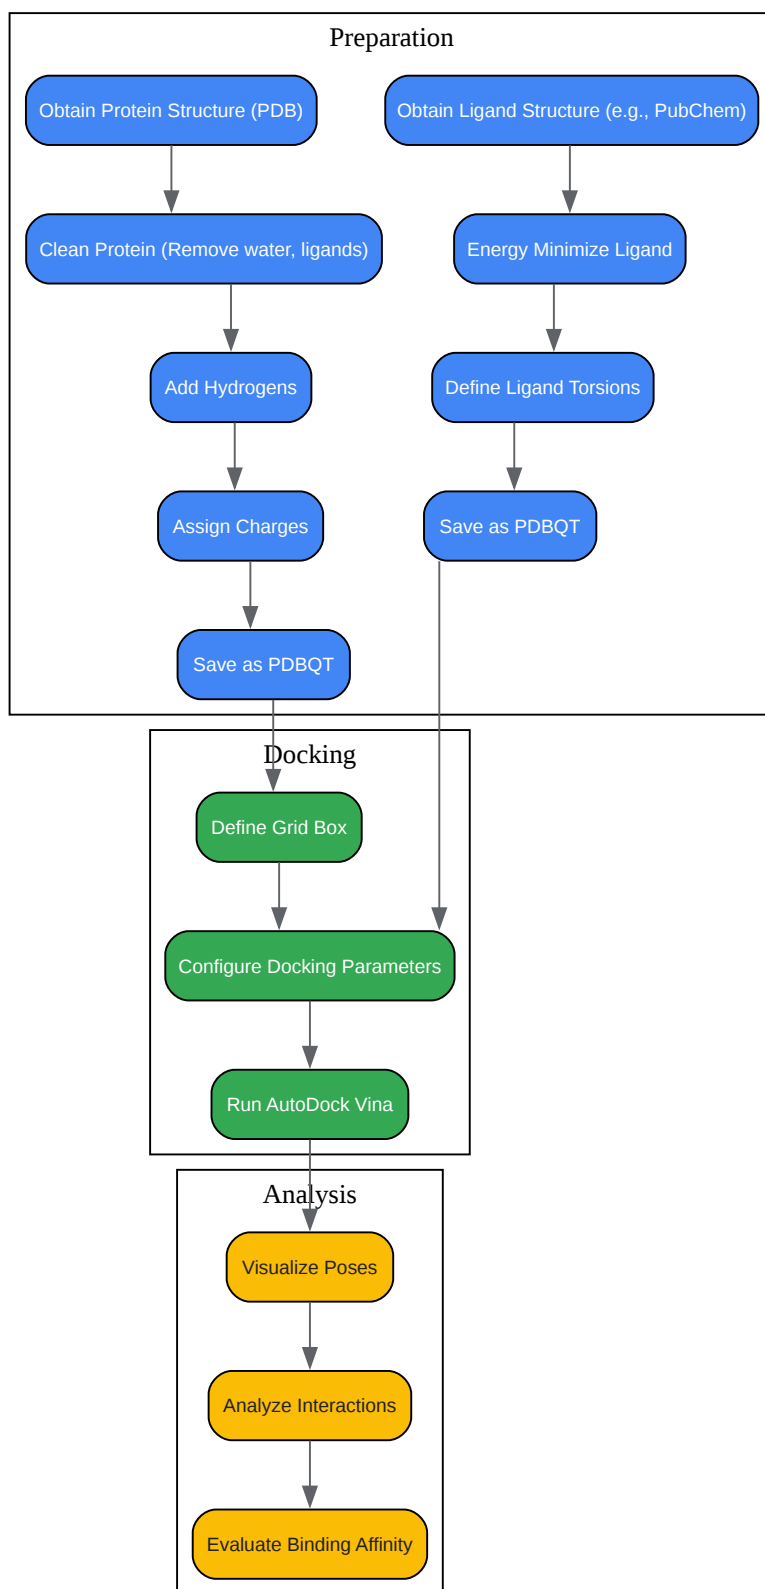 Preparation
Obtain Protein Structure (PDB)
Obtain Ligand Structure (e.g., PubChem)
Clean Protein (Remove water, ligands)
Energy Minimize Ligand
Add Hydrogens
Define Ligand Torsions
Assign Charges
Save as PDBQT
Save as PDBQT
Docking
Define Grid Box
Configure Docking Parameters
Run AutoDock Vina
Analysis
Visualize Poses
Analyze Interactions
Evaluate Binding Affinity